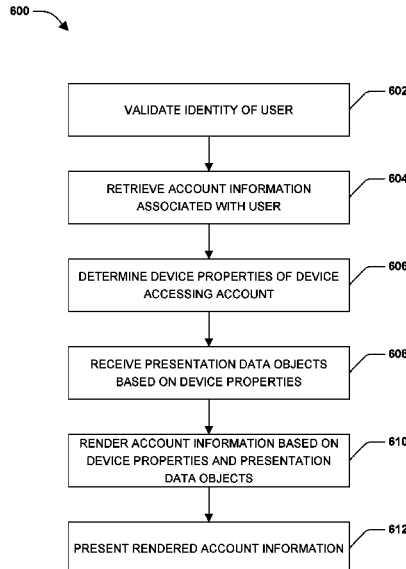 600
VALIDATE IDENTITY OF USER
602
RETRIEVE ACCOUNT INFORMATION
ASSOCIATED WITH USER
604
DETERMINE DEVICE PROPERTIES OF DEVICE
ACCESSING ACCOUNT
606
RECEIVE PRESENTATION DATA OBJECTS
BASED ON DEVICE PROPERTIES
608
RENDER ACCOUNT INFORMATION BASED ON
DEVICE PROPERTIES AND PRESENTATION
DATA OBJECTS
610
PRESENT RENDERED ACCOUNT INFORMATION
612